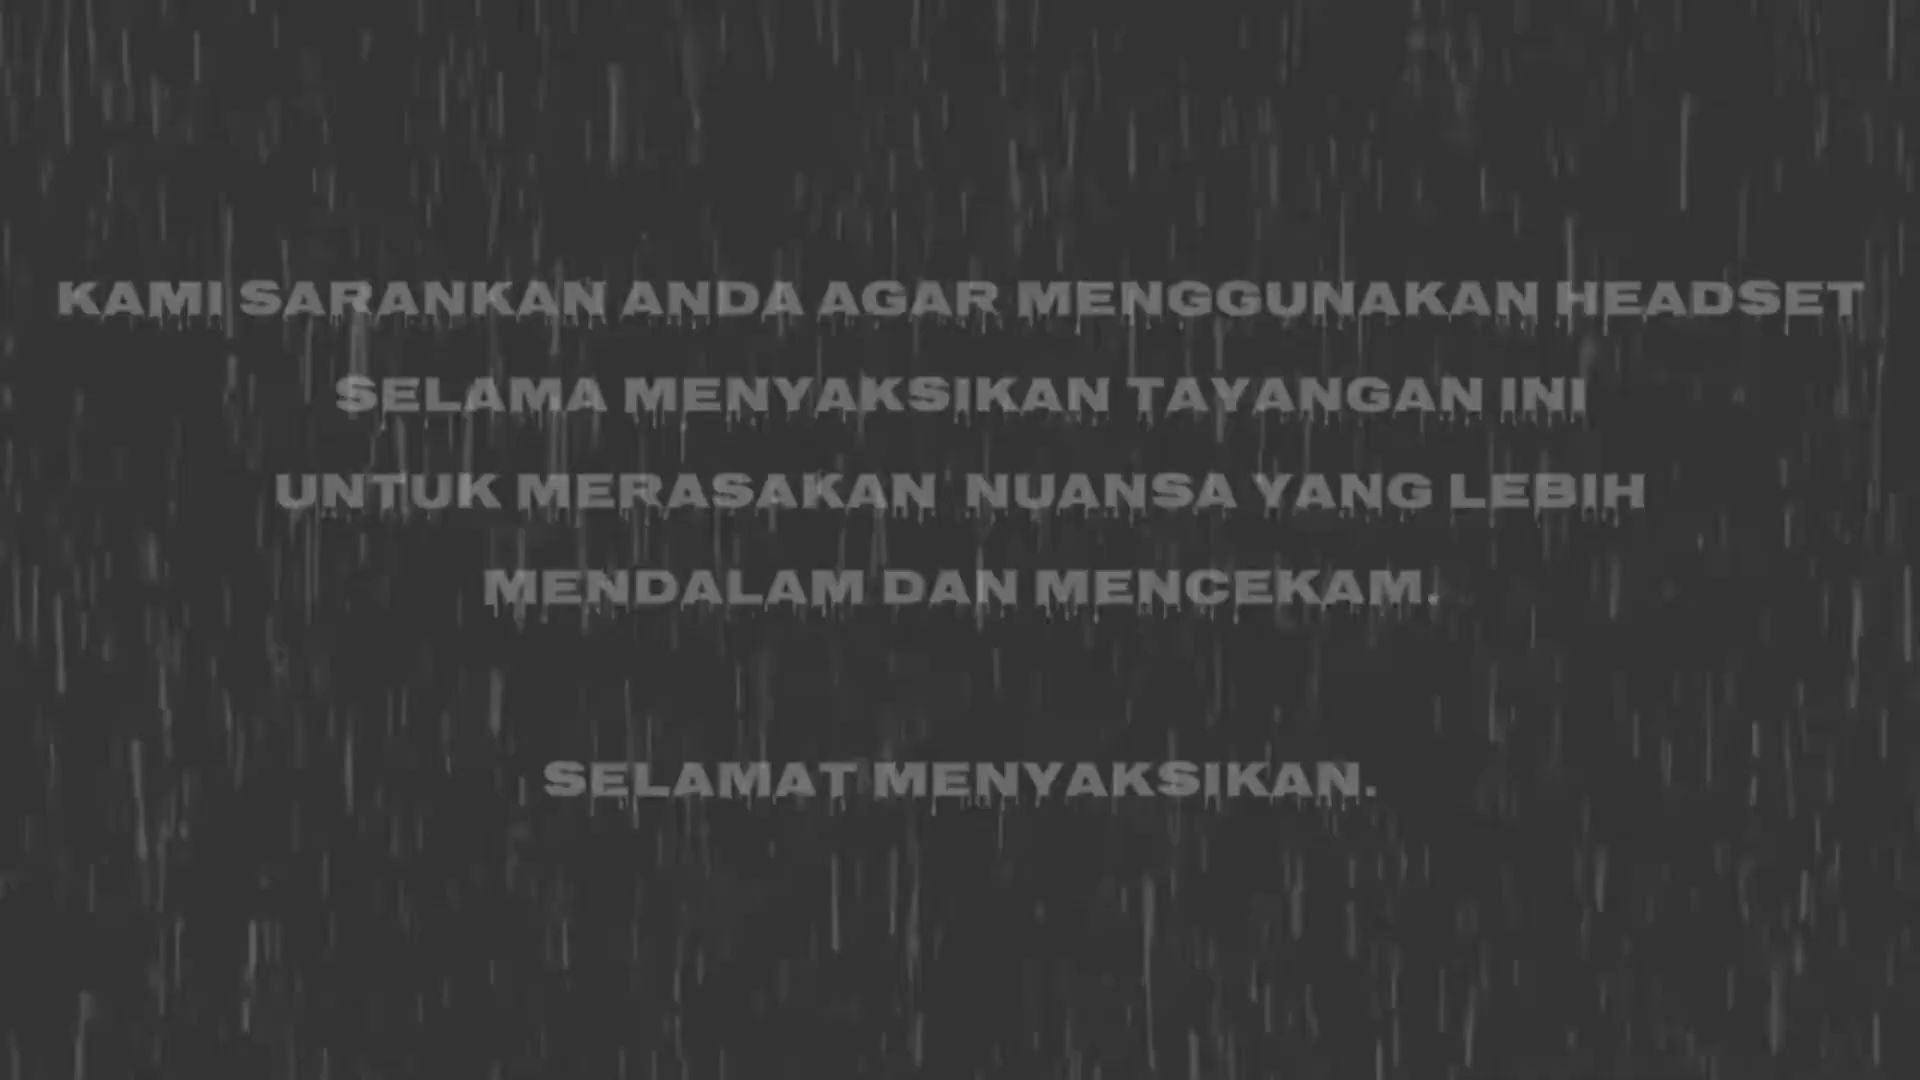 KAMI SARANKAN ANDA AGAR MENGGUNAKAN HEADSET
SELAMA MENYAKSIKAN TAYANGAN INI
UNTUK MERASAKAN NUANSA YANG LEBIH
MENDALAM DAN MENCEKAM.
SELAMAT MENYAKSIKAN.